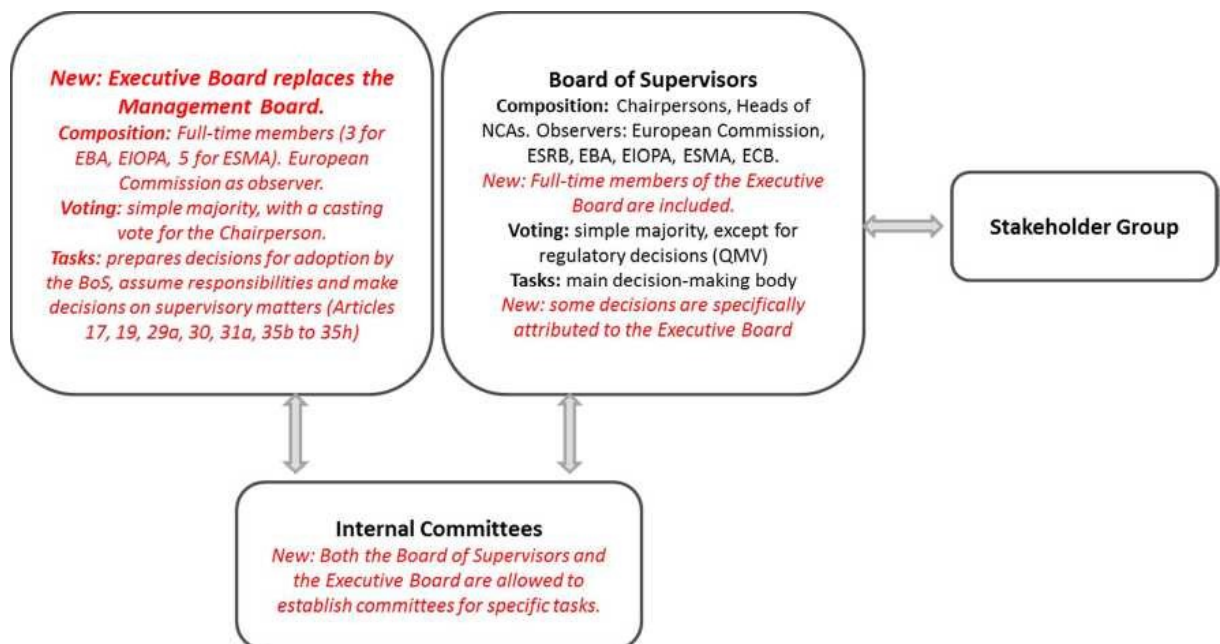 New: Executive Board replaces the
Management Board.
Composition: Full-time members (3 for
EBA, EIOPA, 5 for ESMA). European
Commission as observer.
Voting: simple majority, with a casting
vote for the Chairperson.
Tasks: prepares decisions for adoption by
the BoS, assume responsibilities and make
decisions on supervisory matters (Articles
17, 19, 29a, 30, 31a, 35b to 35h)
Board of Supervisors
Composition: Chairpersons, Heads of
NCAs. Observers: European Commission,
ESRB, EBA, EIOPA, ESMA, ECB.
New: Full-time members of the Executive
Board are included.
Voting: simple majority, except for
regulatory decisions (QMV)
Tasks: main decision-making body
New: some decisions are specifically
attributed to the Executive Board
Stakeholder Group
Internal Committees
New: Both the Board of Supervisors and
the Executive Board are allowed to
establish committees for specific tasks.